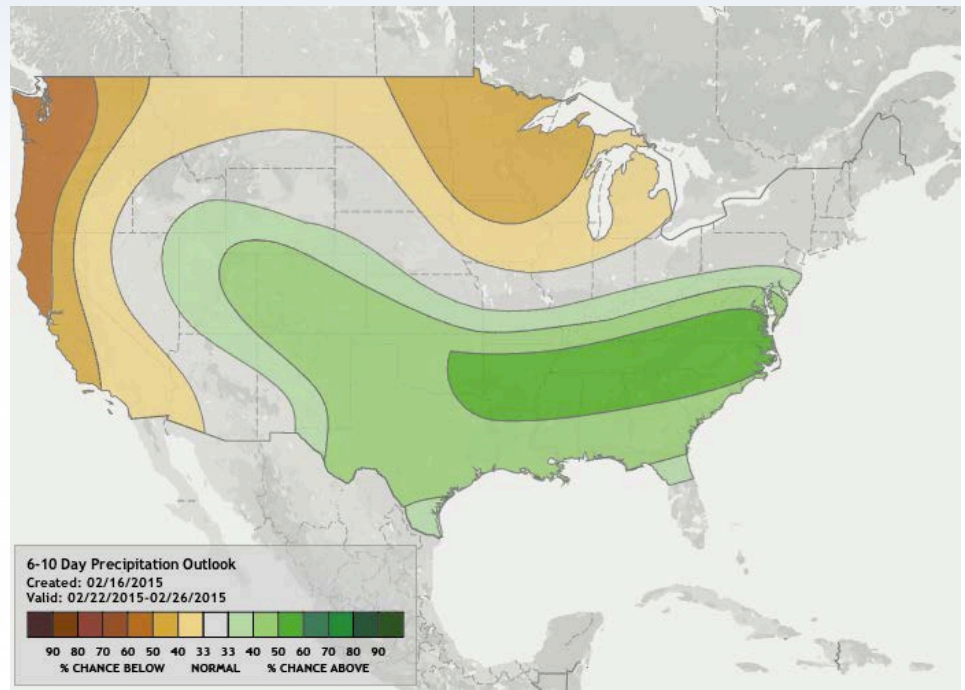 6-10 Day Precipitation Outlook
Created: 02/16/2015
Valid: 02/22/2015-02/26/2015
90 80 70 60 50 40 33 33 40 50 60 70 80 90
% CHANCE BELOW NORMAL % CHANCE ABOVE